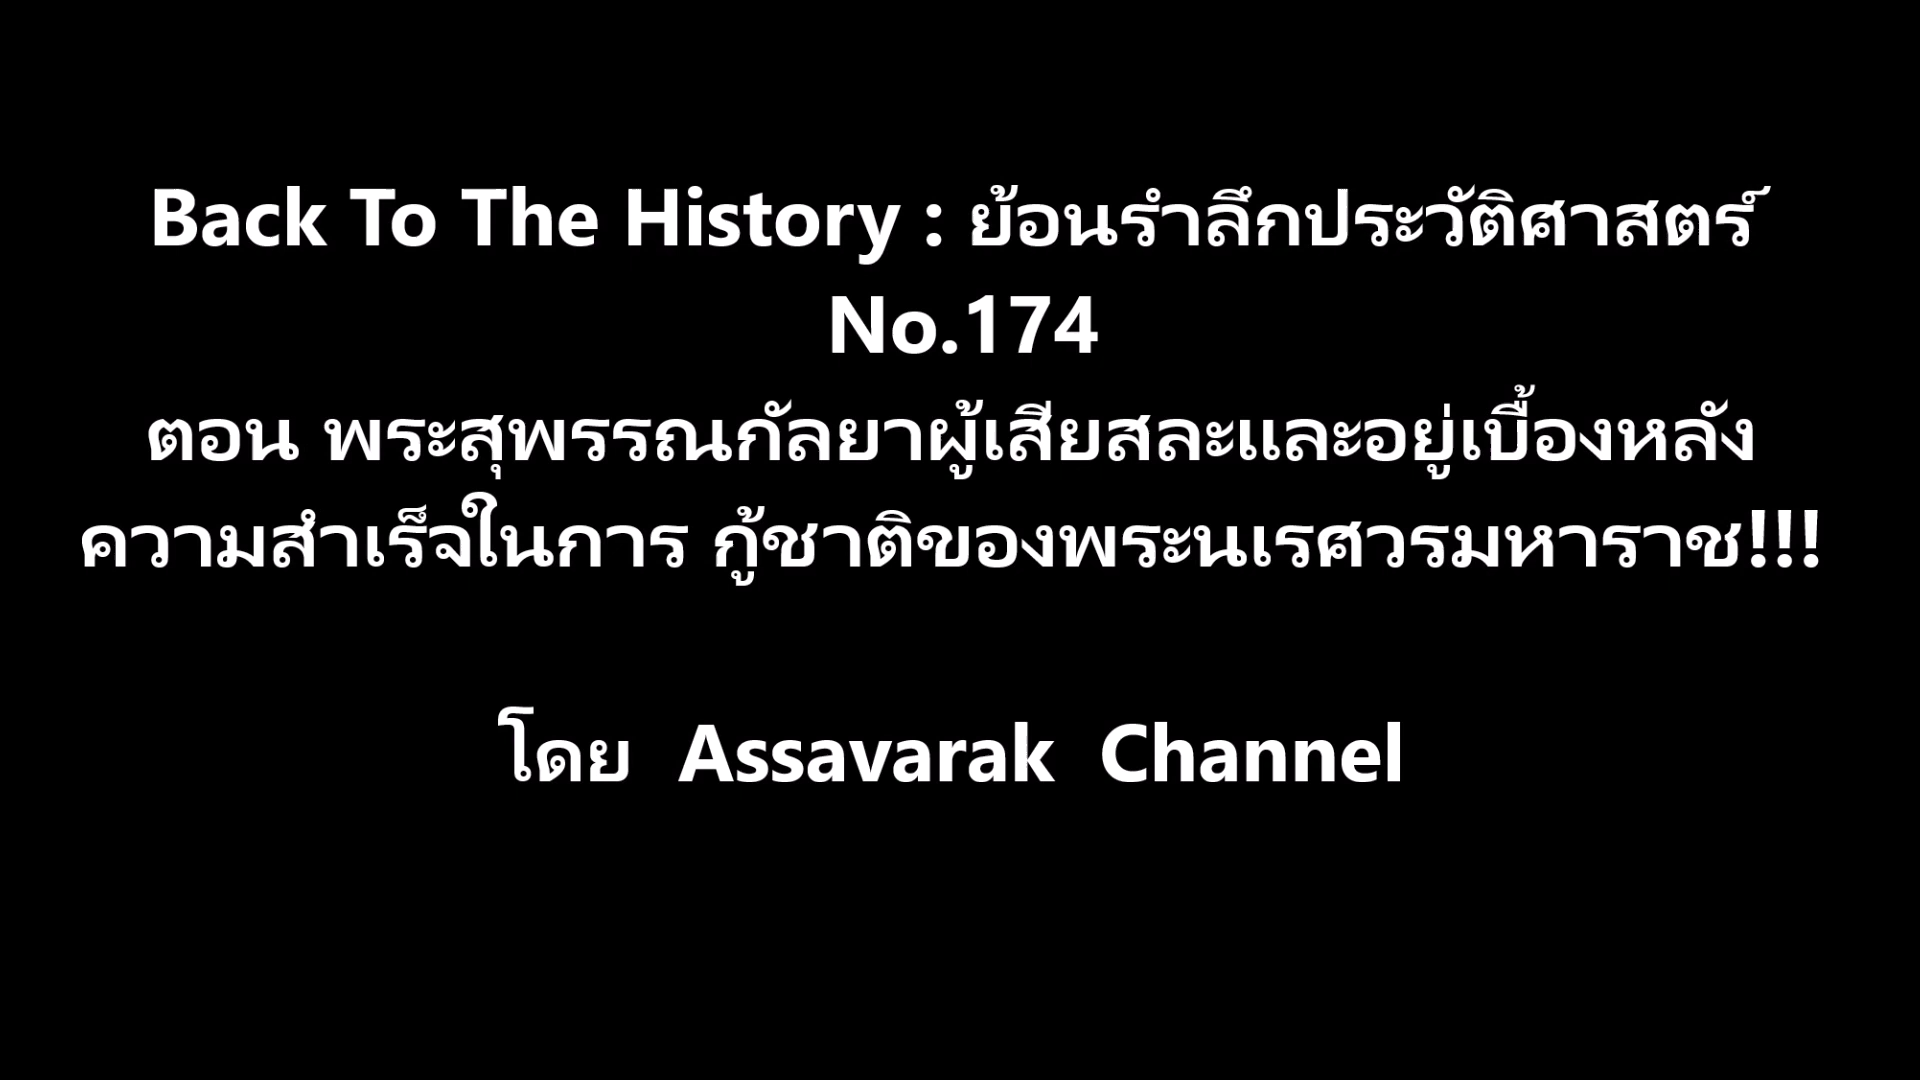 Back To The History : ย้อนรำลึกประวัติศาสตร์
No.174
ตอน พระสุพรรณกัลยาผู้เสียสละและอยู่เบื้องหลัง
ความสำเร็จในการ กู้ชาติของพระนเรศวรมหาราช!!!
โดย Assavarak Channel